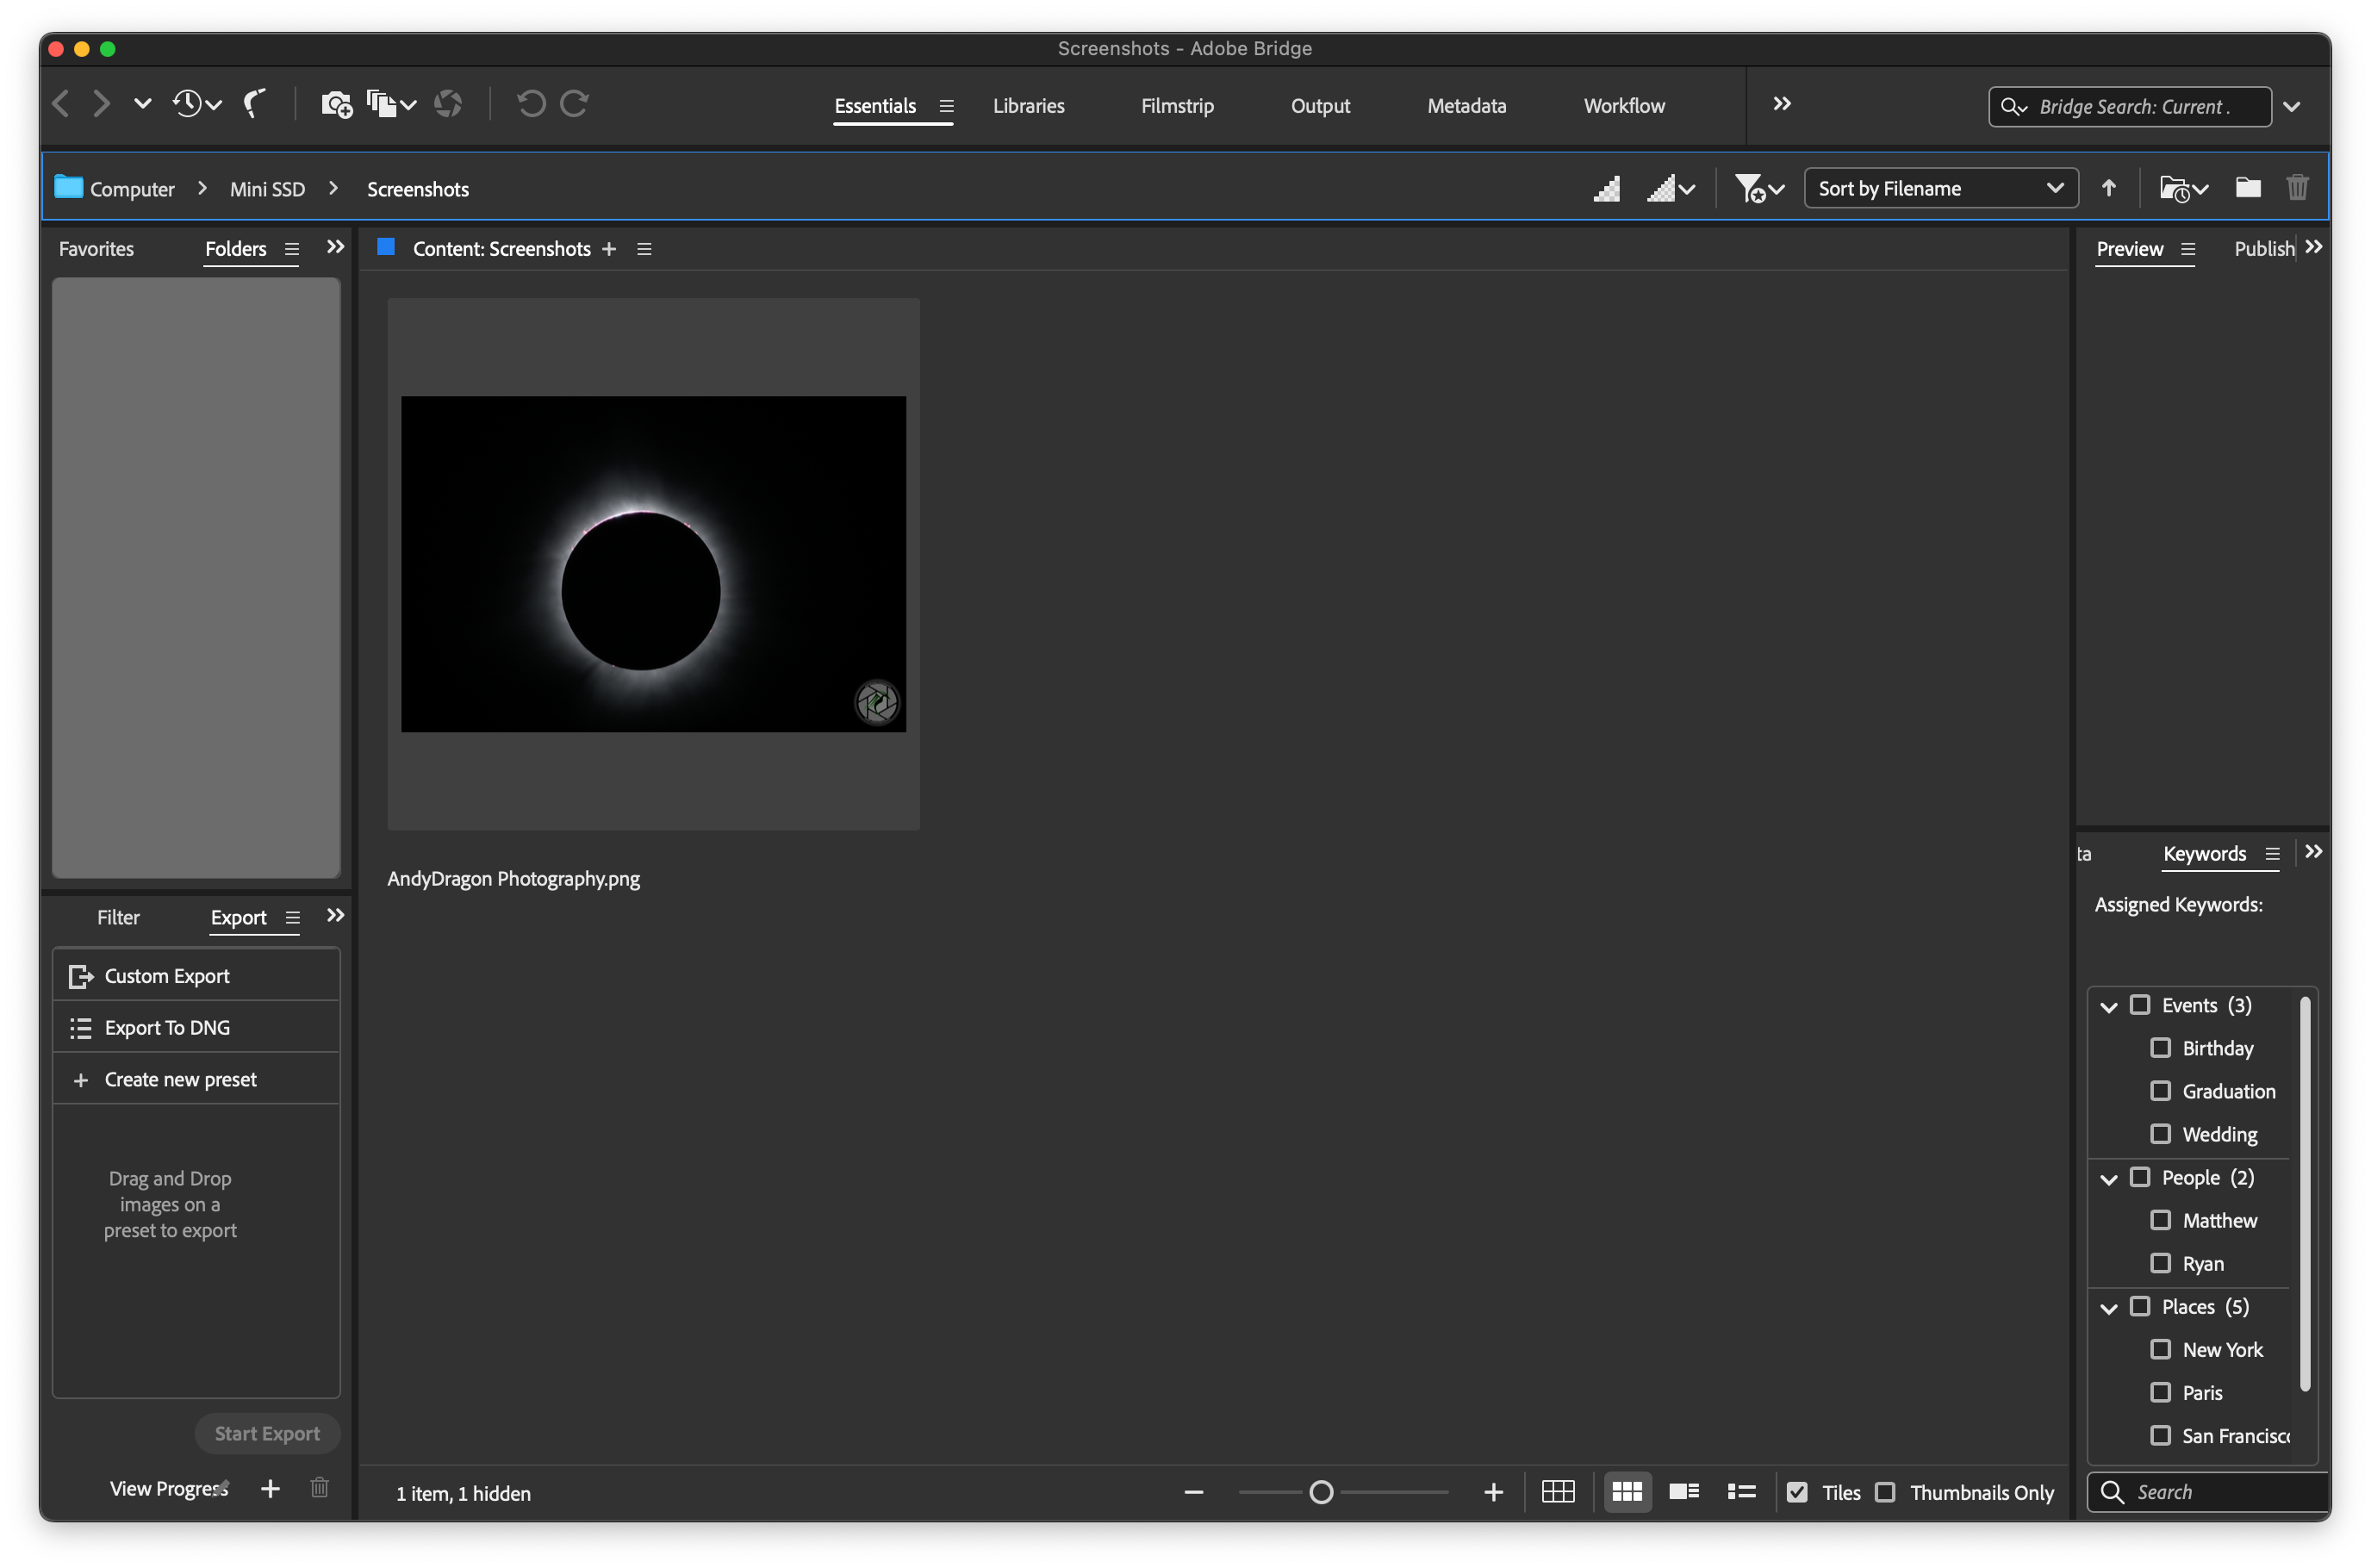 Screenshots - Adobe Bridge
Essentials Libraries Filmstrip Output Metadata Workflow
Bridge Search: Current .
Computer Mini SSD Screenshots
Sort by Filename
Favorites Folders
Content: Screenshots
Preview Publish
AndyDragon Photography.png
ta Keywords
Assigned Keywords:
Filter Export
Custom Export
Export To DNG
Create new preset
Drag and Drop
images on a
preset to export
Start Export
View Progress
Events (3)
Birthday
Graduation
Wedding
People (2)
Matthew
Ryan
Places (5)
New York
Paris
San Francisc
1 item, 1 hidden
Tiles Thumbnails Only
Search